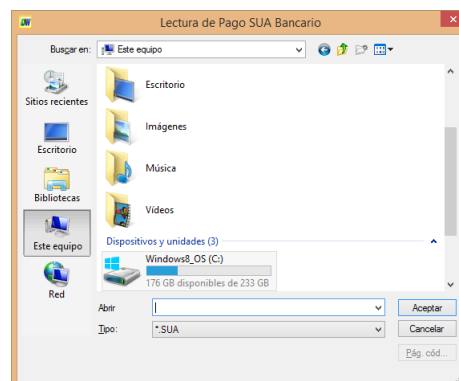 Lectura de Pago SUA Bancario
Buscar en: Este equipo
Sitios recientes
Escritorio
Bibliotecas
Este equipo
Red
Escritorio
Imágenes
Música
Vídeos
Dispositivos y unidades (3)
Windows8_OS (C:)
176 GB disponibles de 233 GB
Abrir
Aceptar
Tipo: *.SUA
Cancelar
Pág. cód...